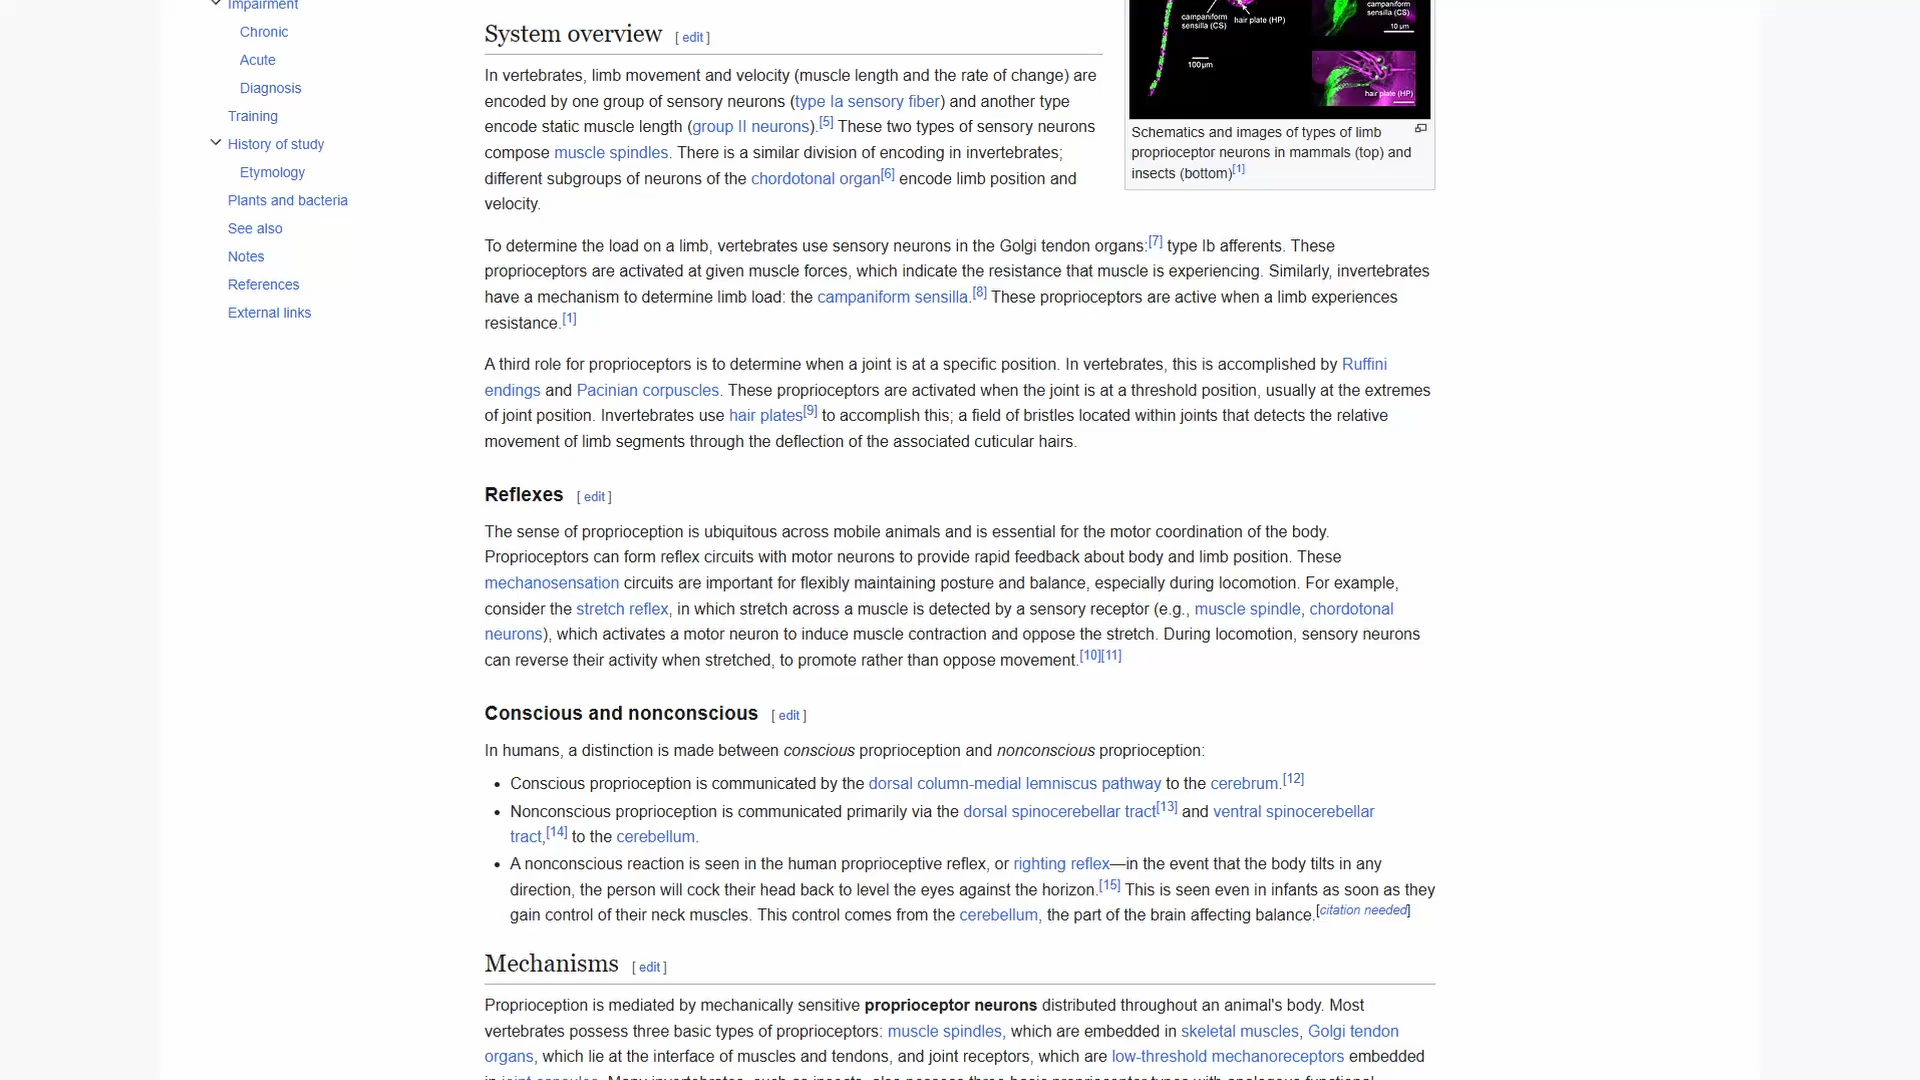 Impairment
Chronic
Acute
Diagnosis
Training
History of study
Etymology
Plants and bacteria
See also
Notes
References
External links
System overview [ edit ]
In vertebrates, limb movement and velocity (muscle length and the rate of change) are
encoded by one group of sensory neurons (type Ia sensory fiber) and another type
encode static muscle length (group II neurons).[5] These two types of sensory neurons
compose muscle spindles. There is a similar division of encoding in invertebrates;
different subgroups of neurons of the chordotonal organ[6] encode limb position and
velocity.
campaniform
sensilla (CS)
hair plate (HP)
100 µm
campaniform
sensilla (CS)
10 µm
hair plate (HP)
Schematics and images of types of limb
proprioceptor neurons in mammals (top) and
insects (bottom)[1]
To determine the load on a limb, vertebrates use sensory neurons in the Golgi tendon organs:[7] type Ib afferents. These
proprioceptors are activated at given muscle forces, which indicate the resistance that muscle is experiencing. Similarly, invertebrates
have a mechanism to determine limb load: the campaniform sensilla.[8] These proprioceptors are active when a limb experiences
resistance.[1]
A third role for proprioceptors is to determine when a joint is at a specific position. In vertebrates, this is accomplished by Ruffini
endings and Pacinian corpuscles. These proprioceptors are activated when the joint is at a threshold position, usually at the extremes
of joint position. Invertebrates use hair plates[9] to accomplish this; a field of bristles located within joints that detects the relative
movement of limb segments through the deflection of the associated cuticular hairs.
Reflexes [ edit ]
The sense of proprioception is ubiquitous across mobile animals and is essential for the motor coordination of the body.
Proprioceptors can form reflex circuits with motor neurons to provide rapid feedback about body and limb position. These
mechanosensation circuits are important for flexibly maintaining posture and balance, especially during locomotion. For example,
consider the stretch reflex, in which stretch across a muscle is detected by a sensory receptor (e.g., muscle spindle, chordotonal
neurons), which activates a motor neuron to induce muscle contraction and oppose the stretch. During locomotion, sensory neurons
can reverse their activity when stretched, to promote rather than oppose movement.[10][11]
Conscious and nonconscious [ edit ]
In humans, a distinction is made between conscious proprioception and nonconscious proprioception:
• Conscious proprioception is communicated by the dorsal column-medial lemniscus pathway to the cerebrum.[12]
• Nonconscious proprioception is communicated primarily via the dorsal spinocerebellar tract[13] and ventral spinocerebellar
tract,[14] to the cerebellum.
• A nonconscious reaction is seen in the human proprioceptive reflex, or righting reflex—in the event that the body tilts in any
direction, the person will cock their head back to level the eyes against the horizon.[15] This is seen even in infants as soon as they
gain control of their neck muscles. This control comes from the cerebellum, the part of the brain affecting balance.[citation needed]
Mechanisms [ edit ]
Proprioception is mediated by mechanically sensitive proprioceptor neurons distributed throughout an animal's body. Most
vertebrates possess three basic types of proprioceptors: muscle spindles, which are embedded in skeletal muscles, Golgi tendon
organs, which lie at the interface of muscles and tendons, and joint receptors, which are low-threshold mechanoreceptors embedded
in joint capsules. Many invertebrates, such as insects, also possess three basic proprioceptor types with analogous functional